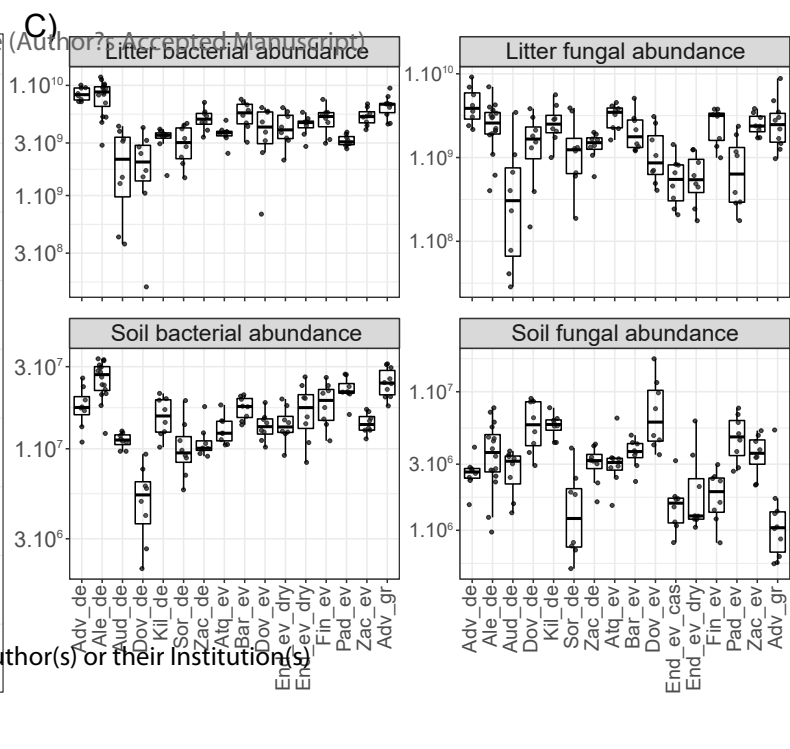 C)
(Author?s Accepted Manuscript)
Litter bacterial abundance
Litter fungal abundance
1.10¹⁰
3.10⁹
1.10⁹
3.10⁸
1.10¹⁰
1.10⁹
1.10⁸
Soil bacterial abundance
Soil fungal abundance
3.10⁷
1.10⁷
3.10⁶
1.10⁷
3.10⁶
1.10⁶
Adv_de
Ale_de
Aud_de
Dov_de
Kil_de
Sor_de
Zac_de
Atq_ev
Bar_ev
Dov_ev
End_ev_dry
End_ev_dry
Fin_ev
Pad_ev
Zac_ev
Adv_gr
Adv_de
Ale_de
Aud_de
Dov_de
Kil_de
Sor_de
Zac_de
Atq_ev
Bar_ev
Dov_ev
End_ev_cas
End_ev_dry
Fin_ev
Pad_ev
Zac_ev
Adv_gr
uthor(s) or their Institution(s)